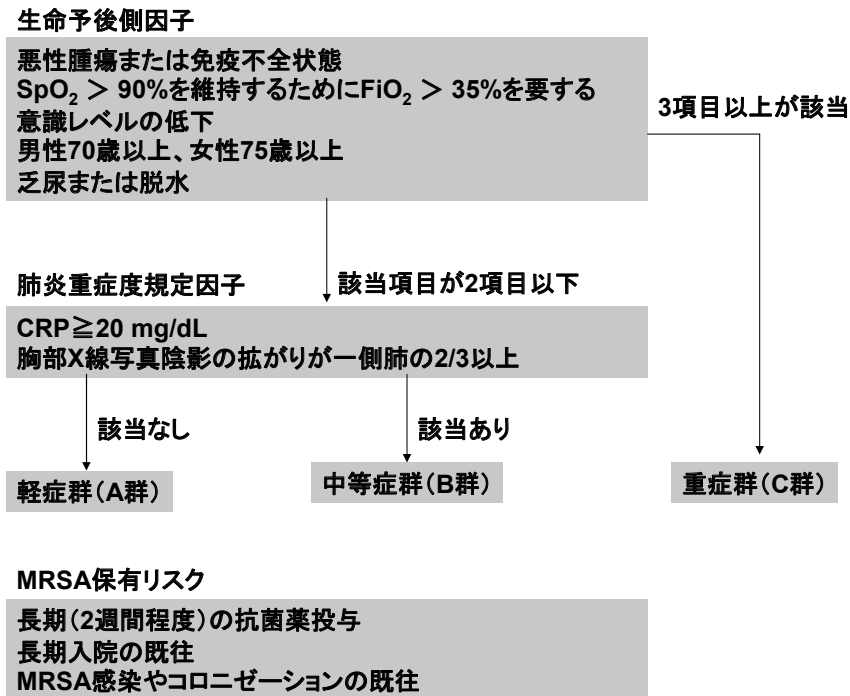 生命予後側因子
悪性腫瘍または免疫不全状態
SpO₂ ＞ 90%を維持するためにFiO₂ ＞ 35%を要する
意識レベルの低下
男性70歳以上、女性75歳以上
乏尿または脱水
3項目以上が該当
肺炎重症度規定因子
該当項目が2項目以下
CRP≧20 mg/dL
胸部X線写真陰影の拡がりが一側肺の2/3以上
該当なし
該当あり
軽症群（A群）
中等症群（B群）
重症群（C群）
MRSA保有リスク
長期（2週間程度）の抗菌薬投与
長期入院の既往
MRSA感染やコロニゼーションの既往